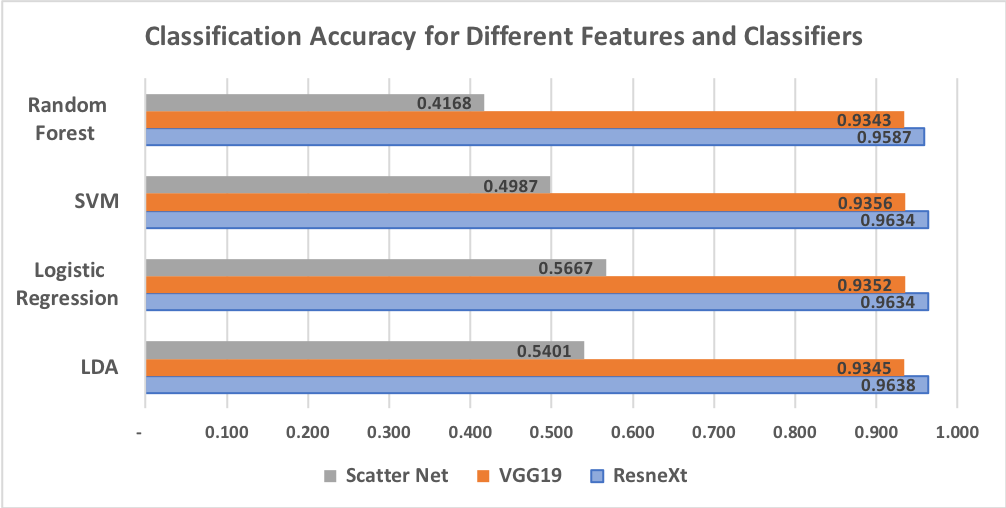 Classification Accuracy for Different Features and Classifiers
Random
Forest
0.4168
0.9343
0.9587
SVM
0.4987
0.9356
0.9634
Logistic
Regression
0.5667
0.9352
0.9634
LDA
0.5401
0.9345
0.9638
- 0.100 0.200 0.300 0.400 0.500 0.600 0.700 0.800 0.900 1.000
Scatter Net VGG19 ResneXt